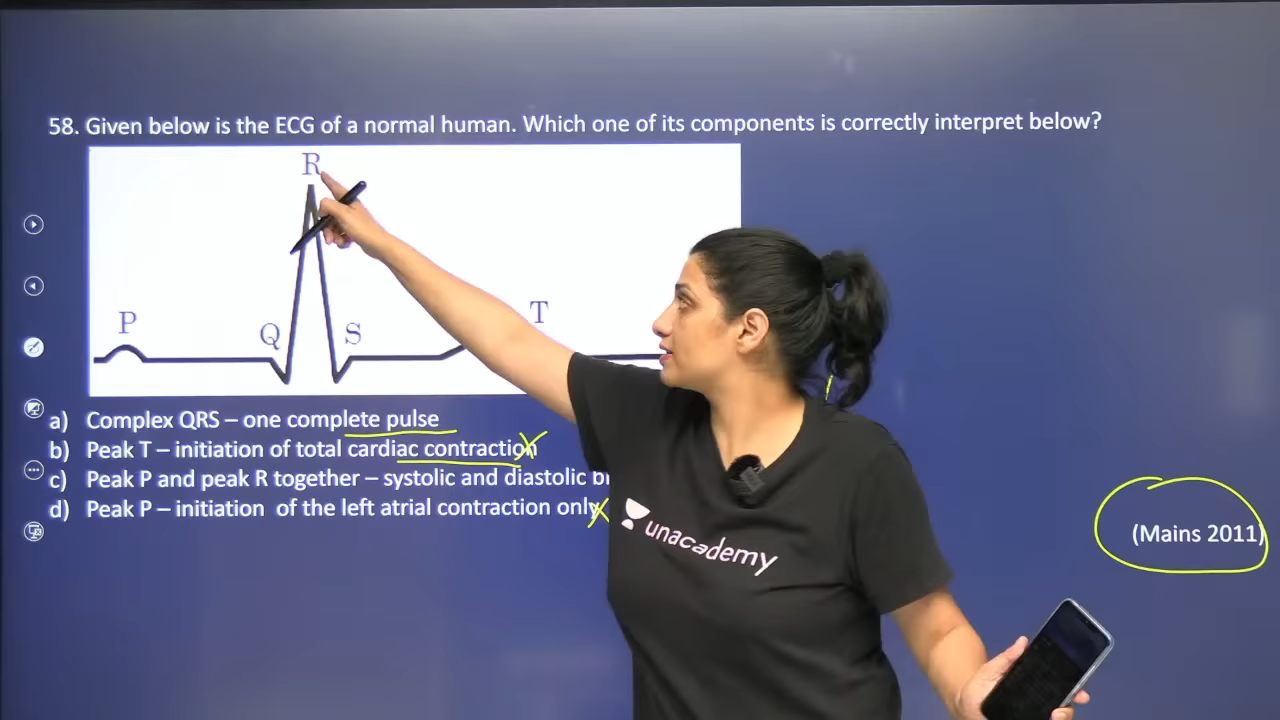 58. Given below is the ECG of a normal human. Which one of its components is correctly interpret below?
R
P
Q
S
T
a) Complex QRS – one complete pulse
b) Peak T – initiation of total cardiac contraction
c) Peak P and peak R together – systolic and diastolic
d) Peak P – initiation of the left atrial contraction only
unacademy
(Mains 2011)